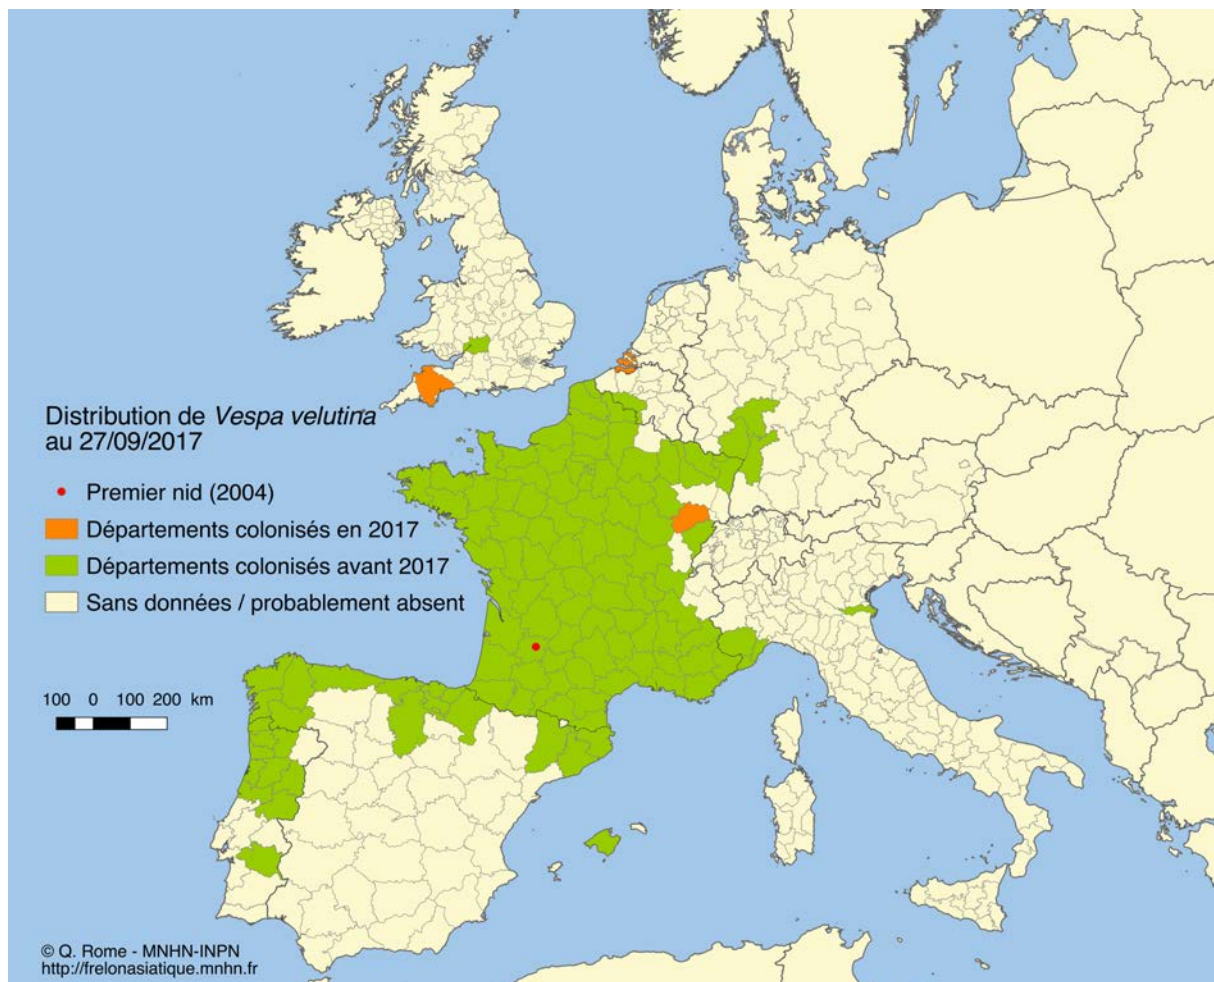 Distribution de Vespa velutina
au 27/09/2017
Premier nid (2004)
Départements colonisés en 2017
Départements colonisés avant 2017
Sans données / probablement absent
100 0 100 200 km
© Q. Rome - MNHN-INPN
http://frelonasiatique.mnhn.fr